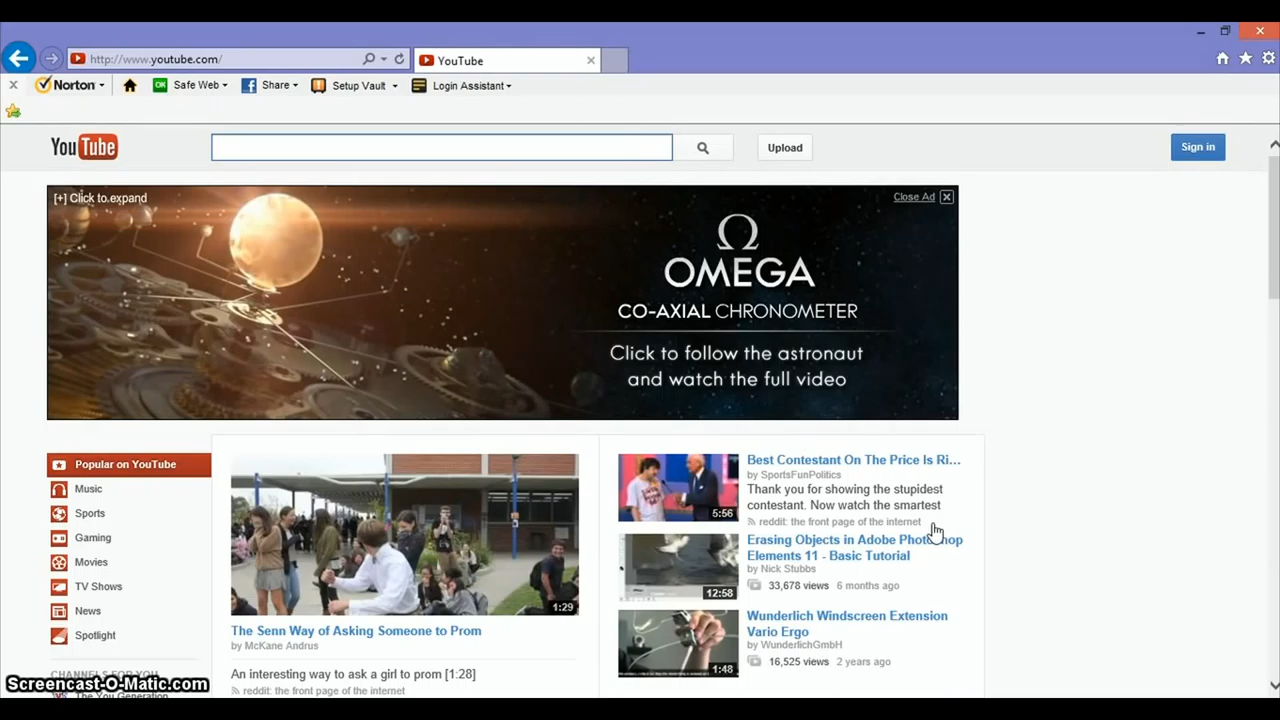 http://www.youtube.com/
YouTube
Norton
OK
Safe Web
Share
Setup Vault
Login Assistant
YouTube
Upload
Sign in
[+] Click to expand
Close Ad
Ω
OMEGA
CO-AXIAL CHRONOMETER
Click to follow the astronaut
and watch the full video
Popular on YouTube
Music
Sports
Gaming
Movies
TV Shows
News
Spotlight
CHANNELS FOR YOU
The You Generation
1:29
The Senn Way of Asking Someone to Prom
by McKane Andrus
An interesting way to ask a girl to prom [1:28]
reddit: the front page of the internet
5:56
Best Contestant On The Price Is Ri...
by SportsFunPolitics
Thank you for showing the stupidest
contestant. Now watch the smartest
reddit: the front page of the internet
12:58
Erasing Objects in Adobe Photoshop
Elements 11 - Basic Tutorial
by Nick Stubbs
33,678 views 6 months ago
1:48
Wunderlich Windscreen Extension
Vario Ergo
by WunderlichGmbH
16,525 views 2 years ago
Screencast-O-Matic.com